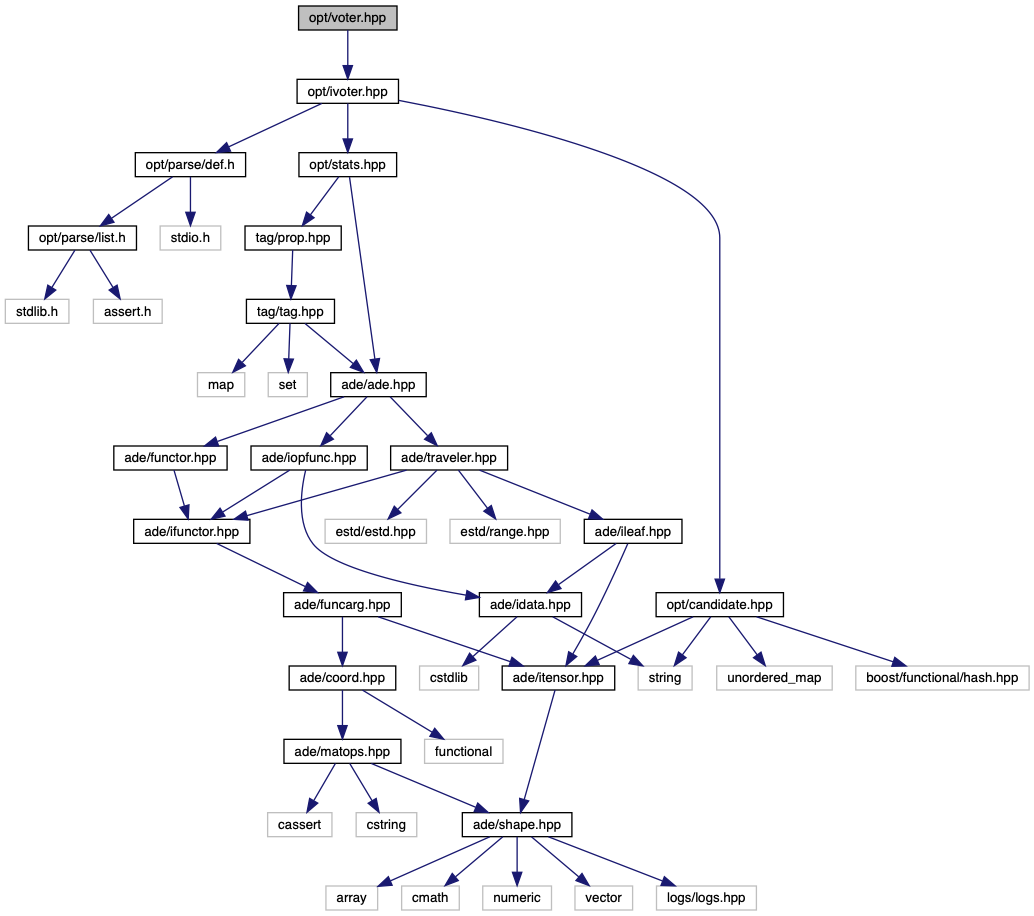 opt/voter.hpp
opt/ivoter.hpp
opt/parse/def.h
opt/stats.hpp
opt/parse/list.h
stdio.h
tag/prop.hpp
stdlib.h
assert.h
tag/tag.hpp
map
set
ade/ade.hpp
ade/functor.hpp
ade/iopfunc.hpp
ade/traveler.hpp
ade/ifunctor.hpp
estd/estd.hpp
estd/range.hpp
ade/ileaf.hpp
ade/funcarg.hpp
ade/idata.hpp
opt/candidate.hpp
ade/coord.hpp
cstdlib
ade/itensor.hpp
string
unordered_map
boost/functional/hash.hpp
ade/matops.hpp
functional
cassert
cstring
ade/shape.hpp
array
cmath
numeric
vector
logs/logs.hpp